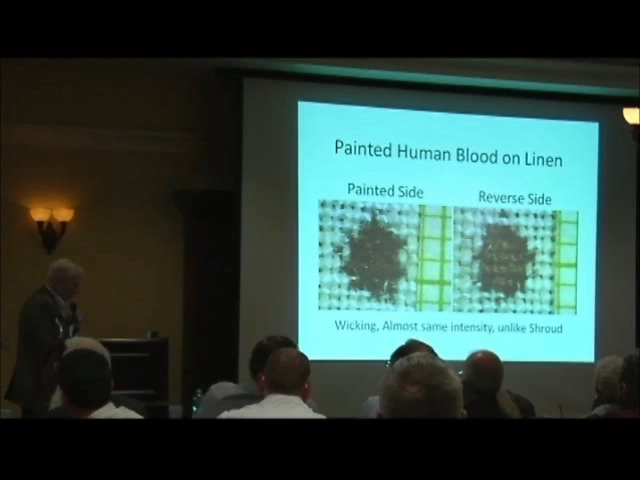 Painted Human Blood on Linen
Painted Side
Reverse Side
Wicking, Almost same intensity, unlike Shroud